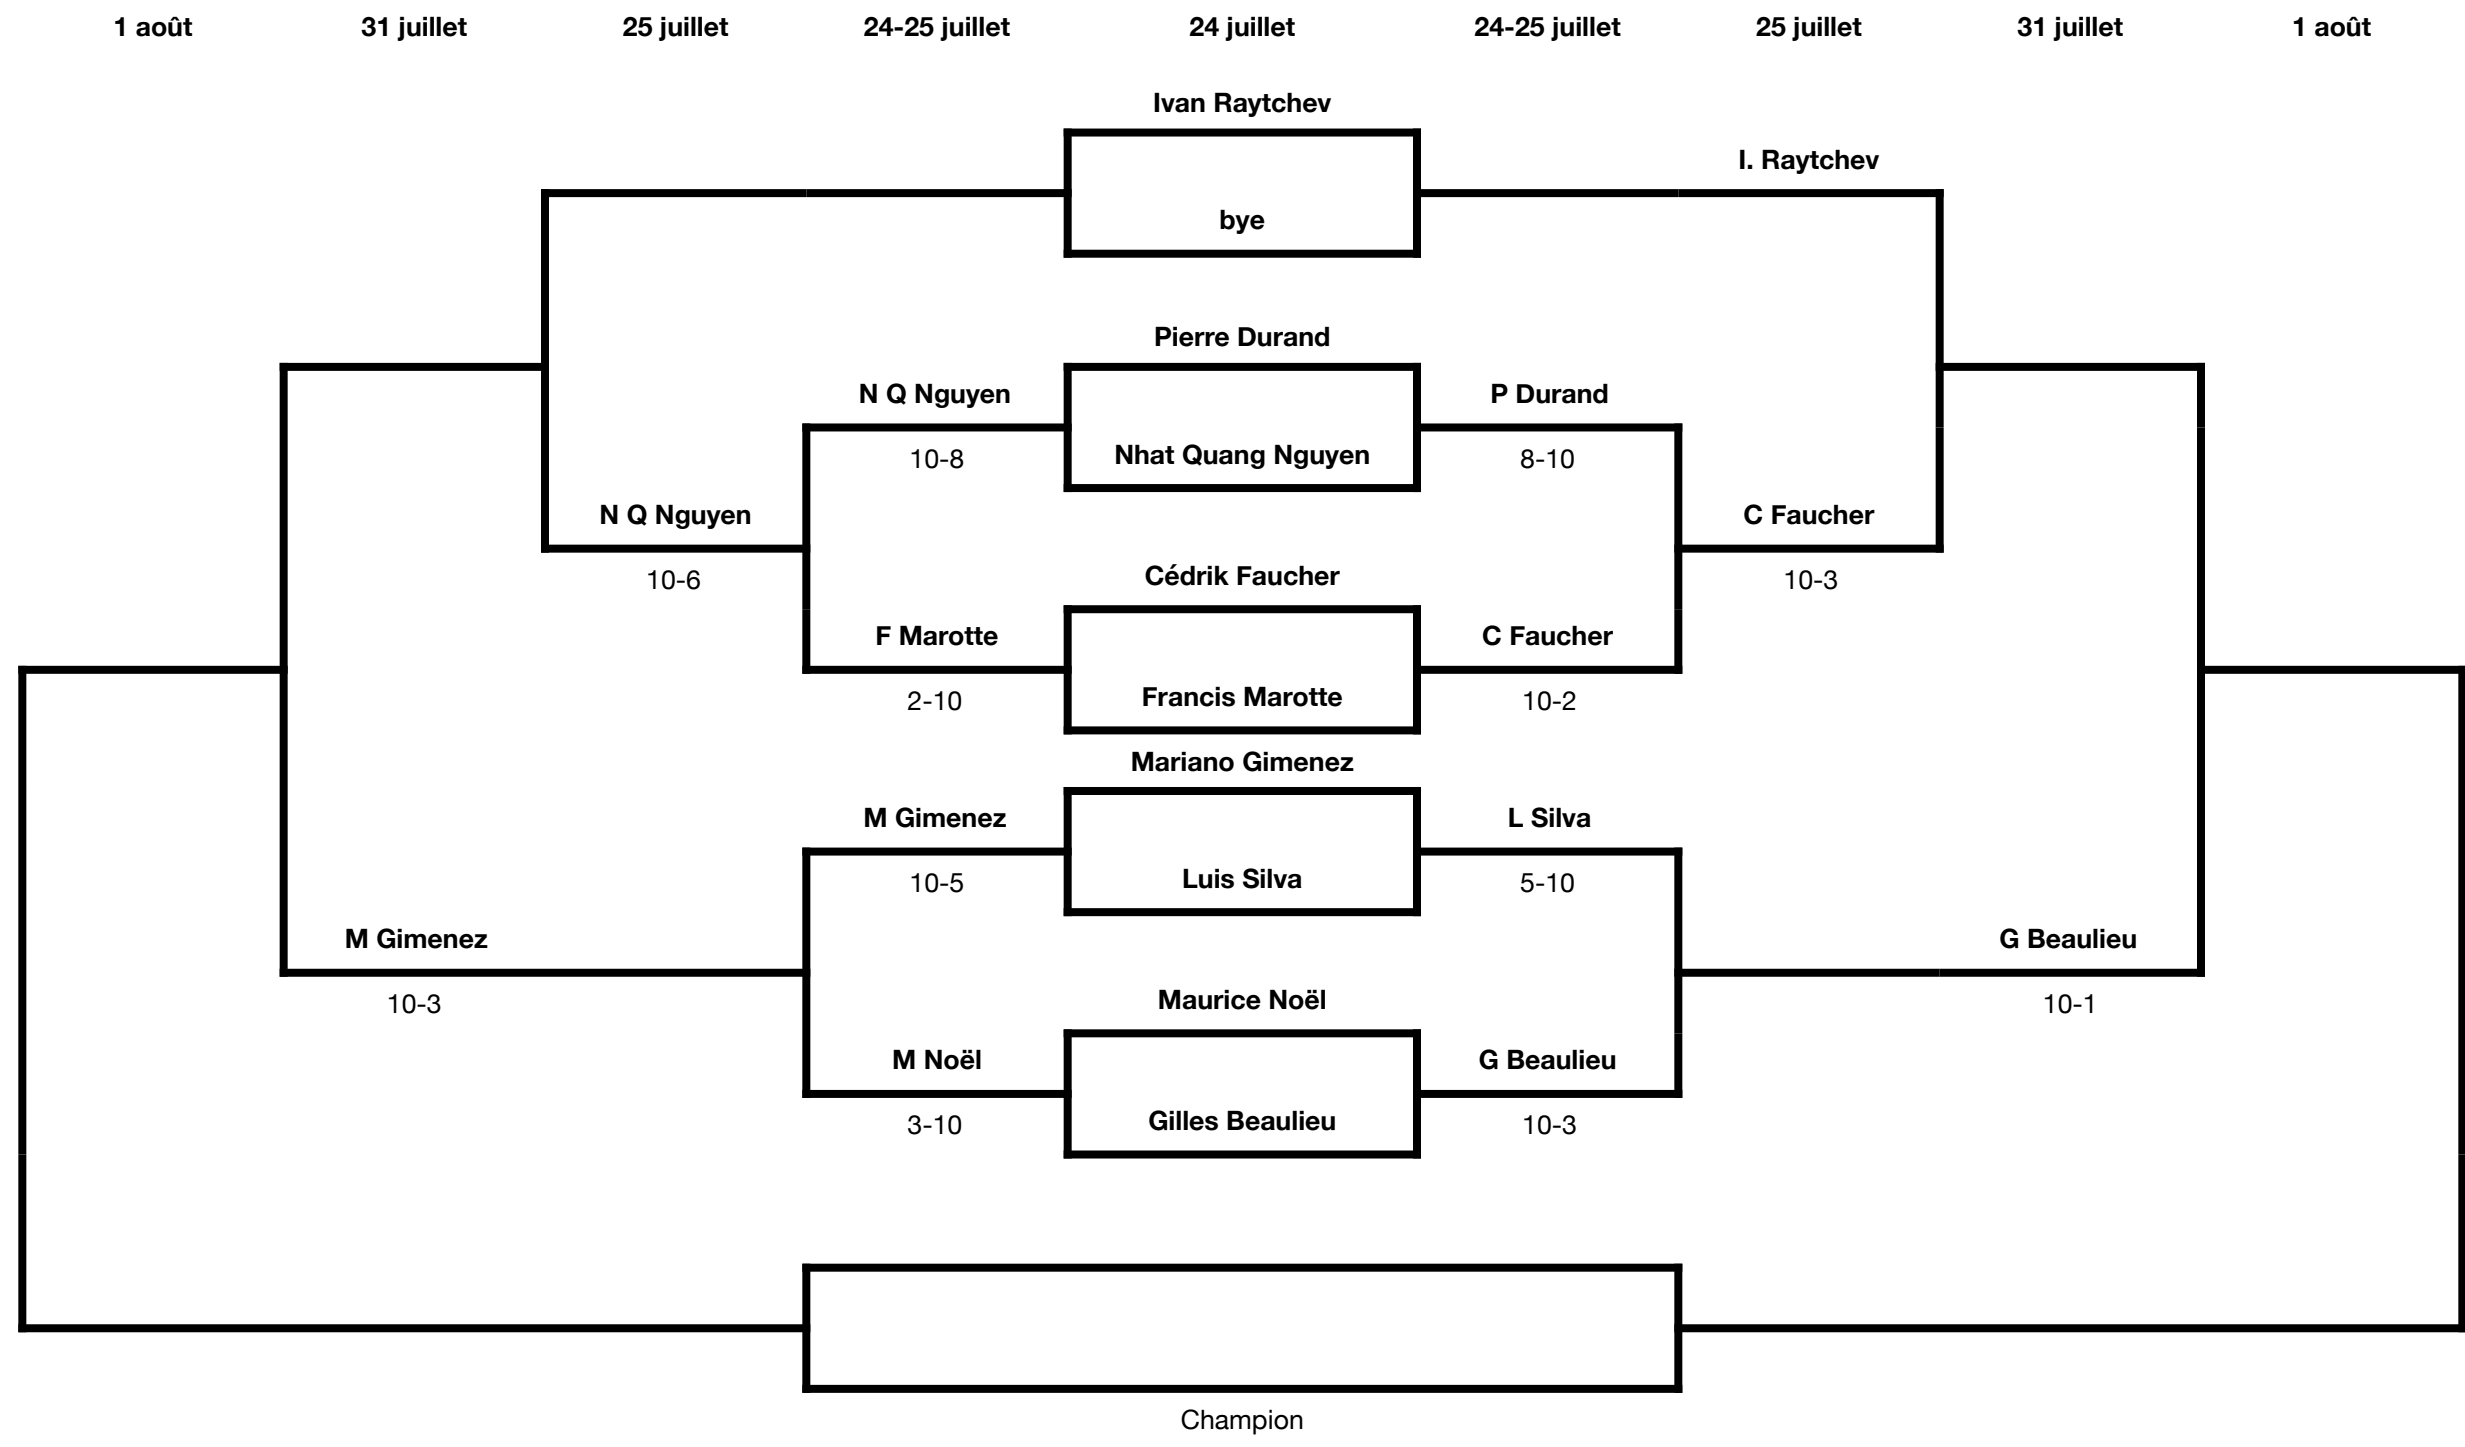 1 août 31 juillet 25 juillet 24-25 juillet 24 juillet 24-25 juillet 25 juillet 31 juillet 1 août
Ivan Raytchev
I. Raytchev
bye
Pierre Durand
N Q Nguyen P Durand
10-8 Nhat Quang Nguyen 8-10
N Q Nguyen C Faucher
10-6 Cédrik Faucher 10-3
F Marotte C Faucher
2-10 Francis Marotte 10-2
Mariano Gimenez
M Gimenez L Silva
10-5 Luis Silva 5-10
M Gimenez G Beaulieu
10-3 Maurice Noël 10-1
M Noël G Beaulieu
3-10 Gilles Beaulieu 10-3
Champion